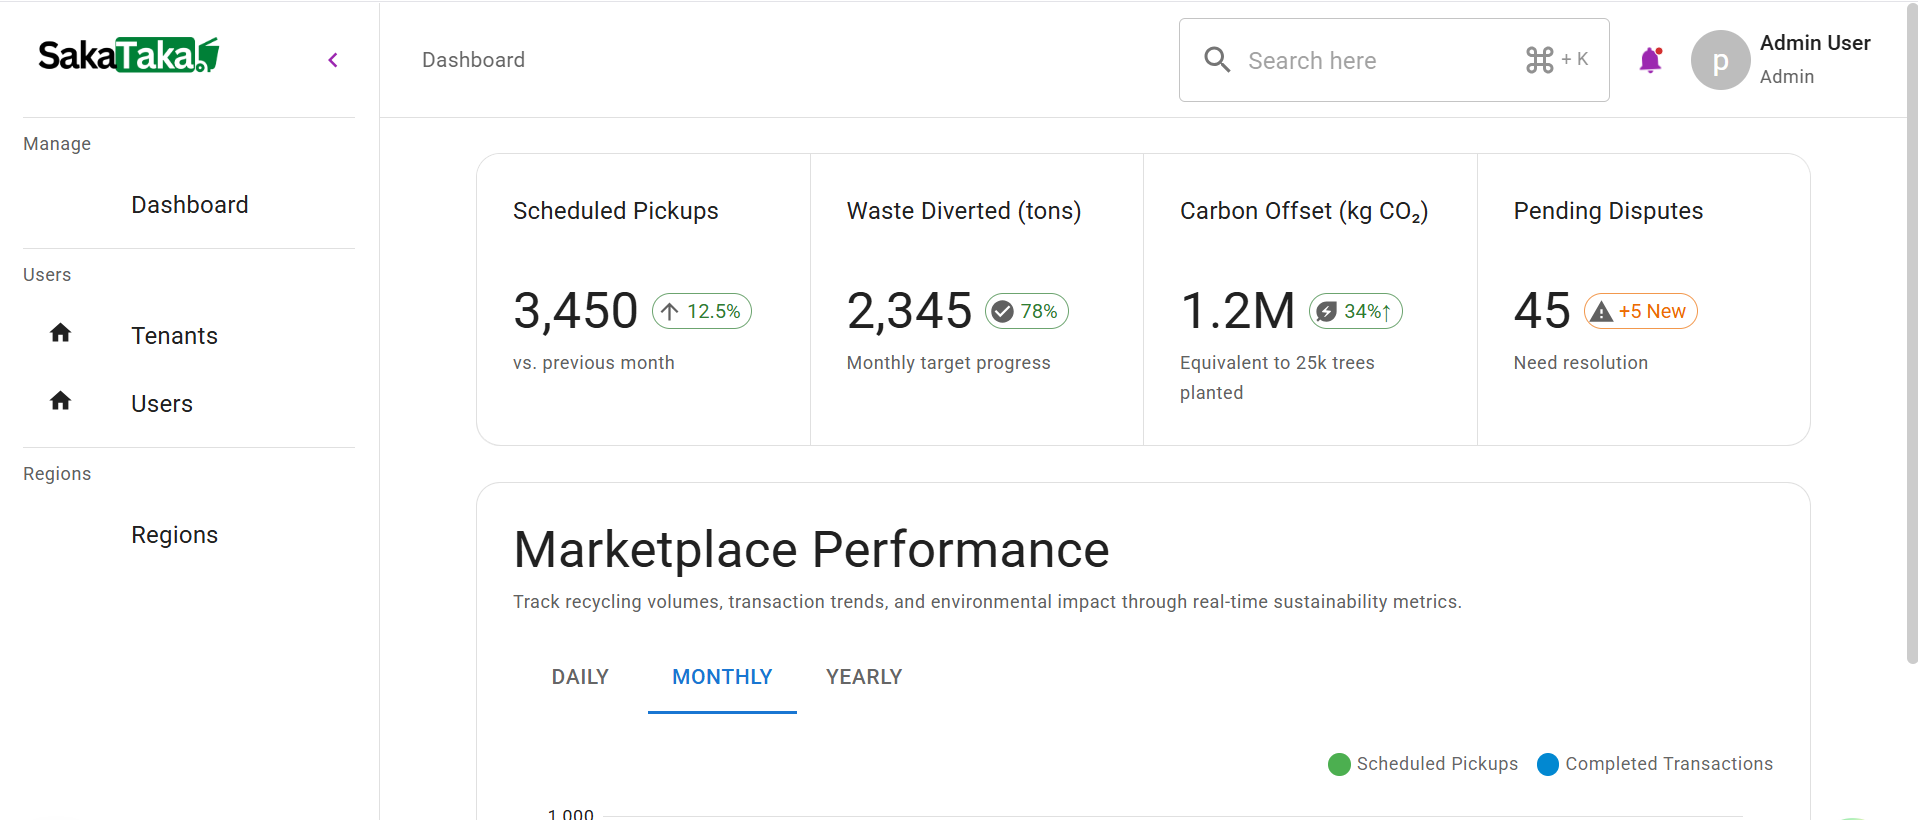 SakaTaka
Dashboard
Search here
⌘ + K
p
Admin User
Admin
Manage
Dashboard
Users
Tenants
Users
Regions
Regions
Scheduled Pickups
3,450
12.5%
vs. previous month
Waste Diverted (tons)
2,345
78%
Monthly target progress
Carbon Offset (kg CO₂)
1.2M
34%↑
Equivalent to 25k trees
planted
Pending Disputes
45
+5 New
Need resolution
Marketplace Performance
Track recycling volumes, transaction trends, and environmental impact through real-time sustainability metrics.
DAILY
MONTHLY
YEARLY
Scheduled Pickups
Completed Transactions
1,000